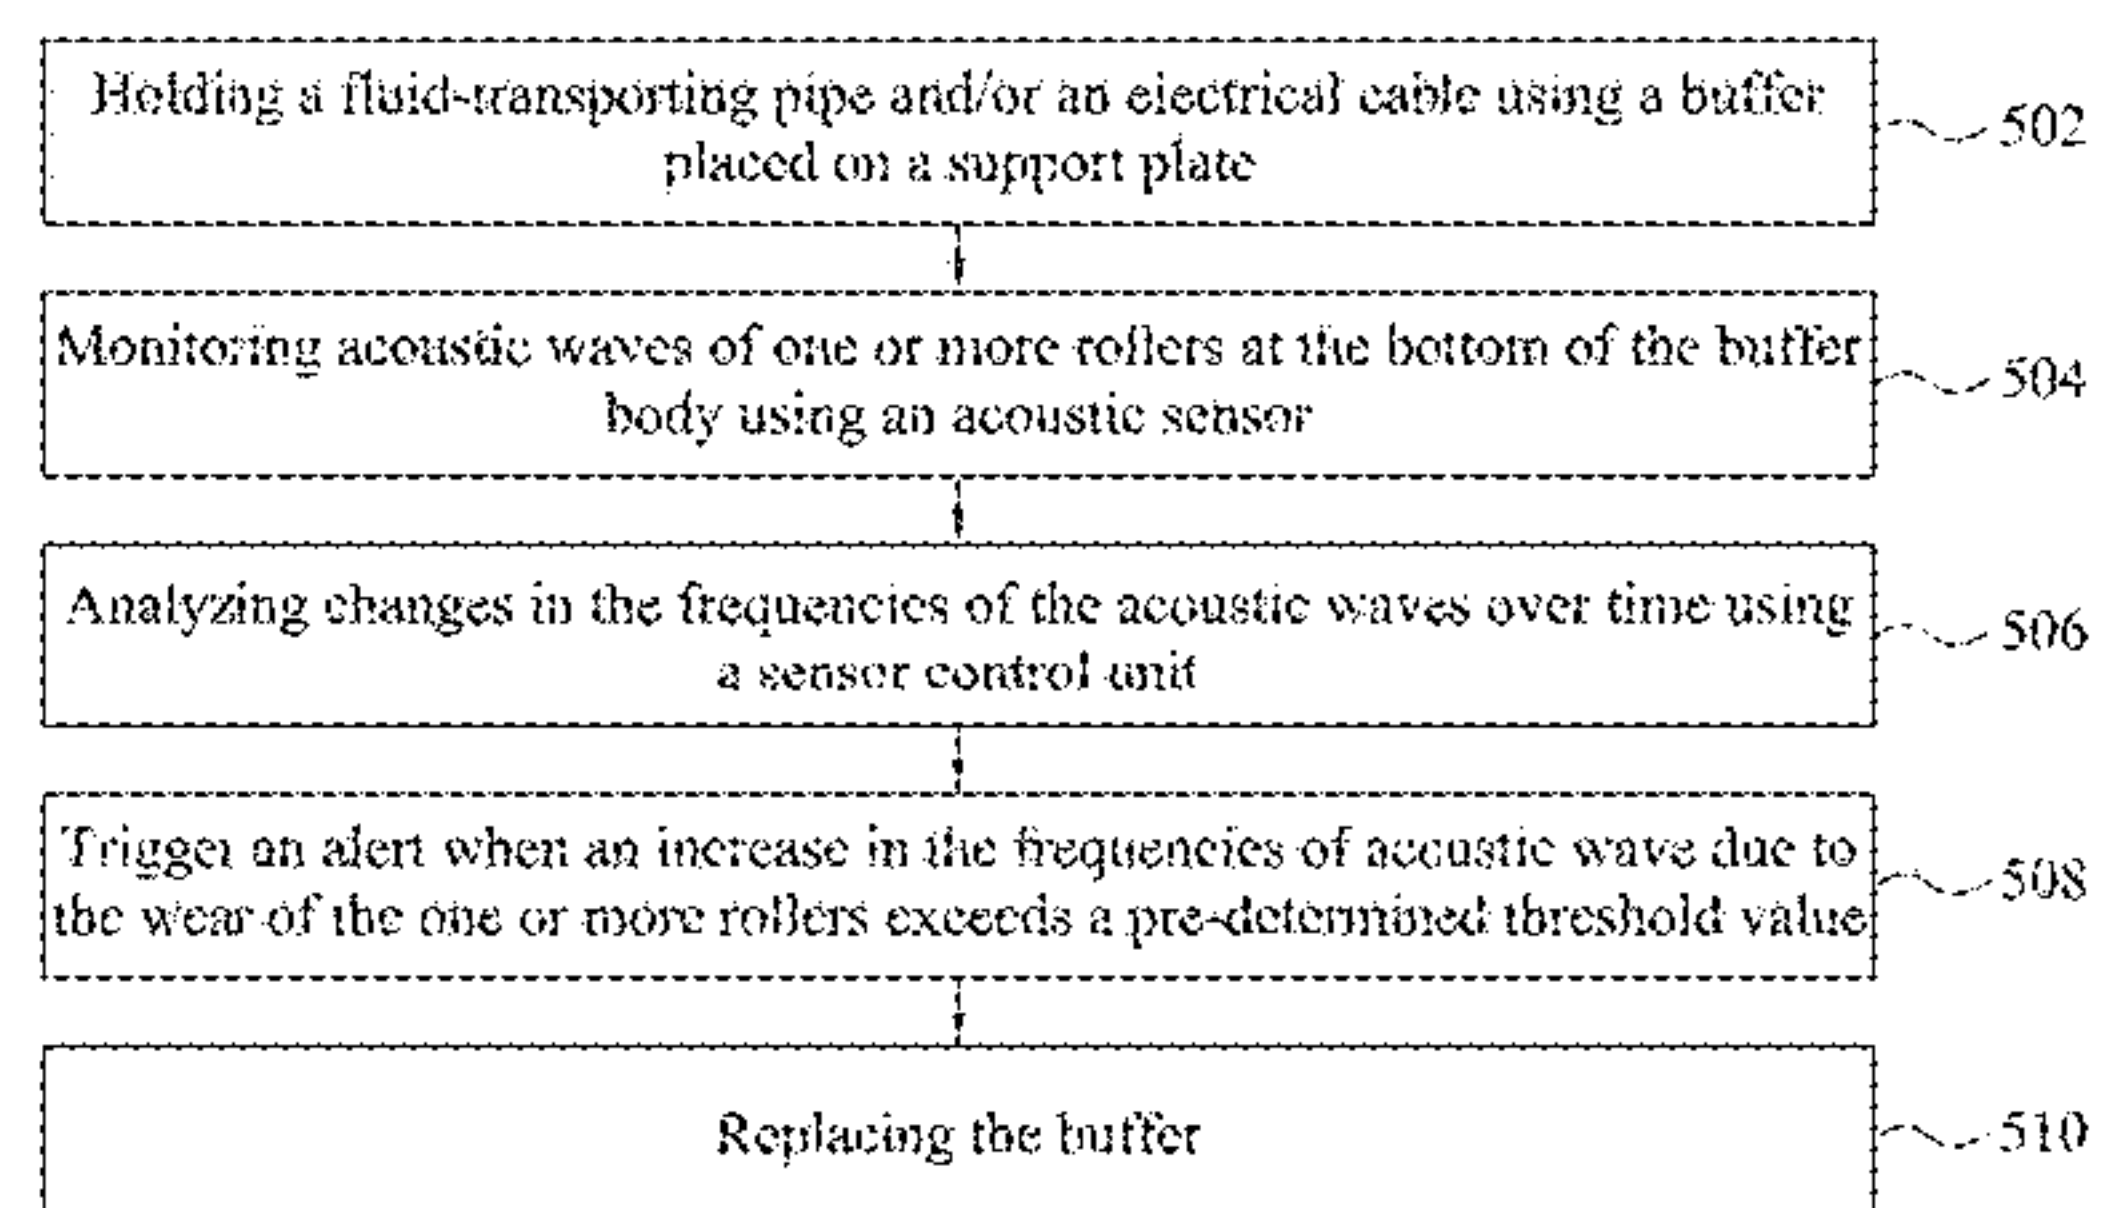 Holding a fluid-transporting pipe and/or an electrical cable using a buffer
placed on a support plate
502
Monitoring acoustic waves of one or more rollers at the bottom of the buffer
body using an acoustic sensor
504
Analyzing changes in the frequencies of the acoustic waves over time using
a sensor control unit
506
Trigger an alert when an increase in the frequencies of acoustic wave due to
the wear of the one or more rollers exceeds a pre-determined threshold value
508
Replacing the buffer
510